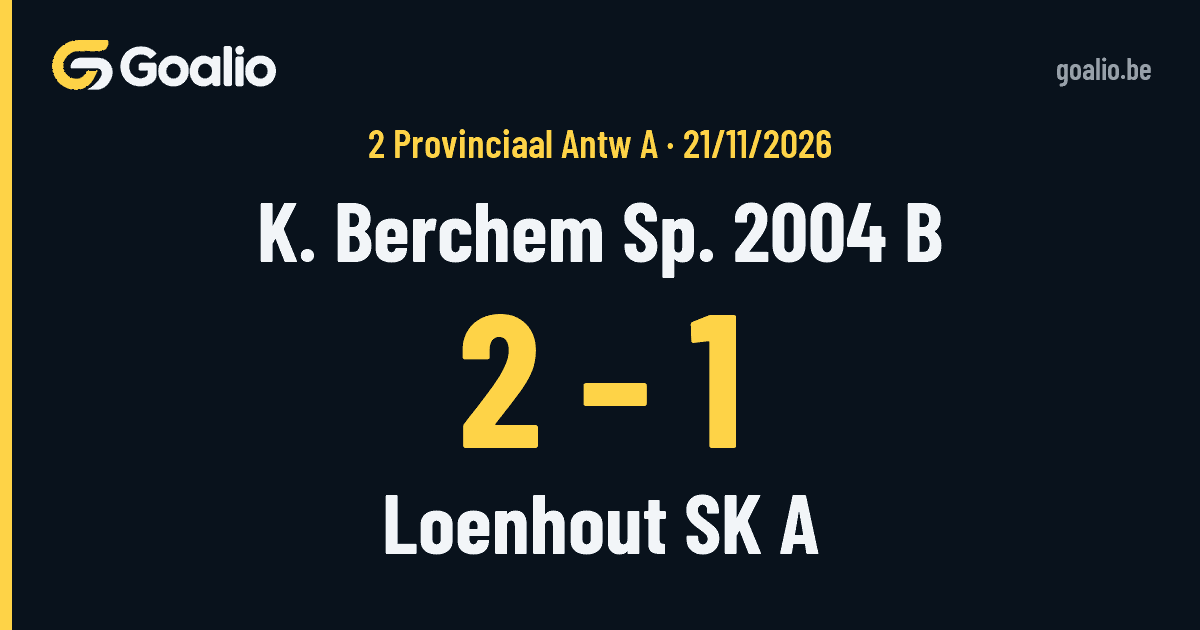 Goalio
goalio.be
2 Provinciaal Antw A · 21/11/2026
K. Berchem Sp. 2004 B
2 – 1
Loenhout SK A